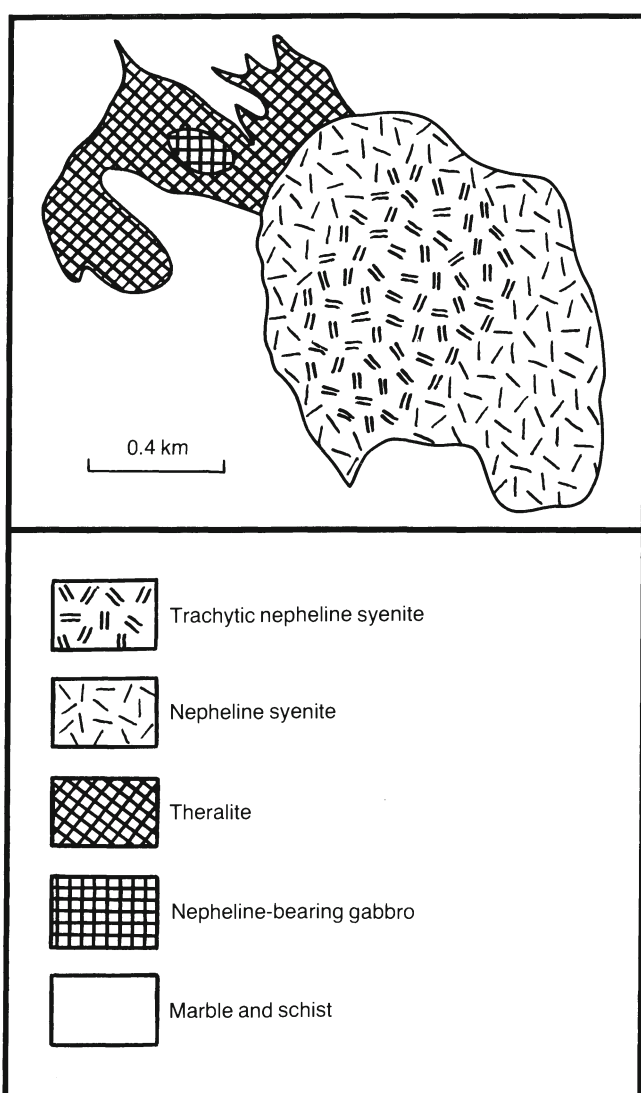 0.4 km
Trachytic nepheline syenite
Nepheline syenite
Theralite
Nepheline-bearing gabbro
Marble and schist